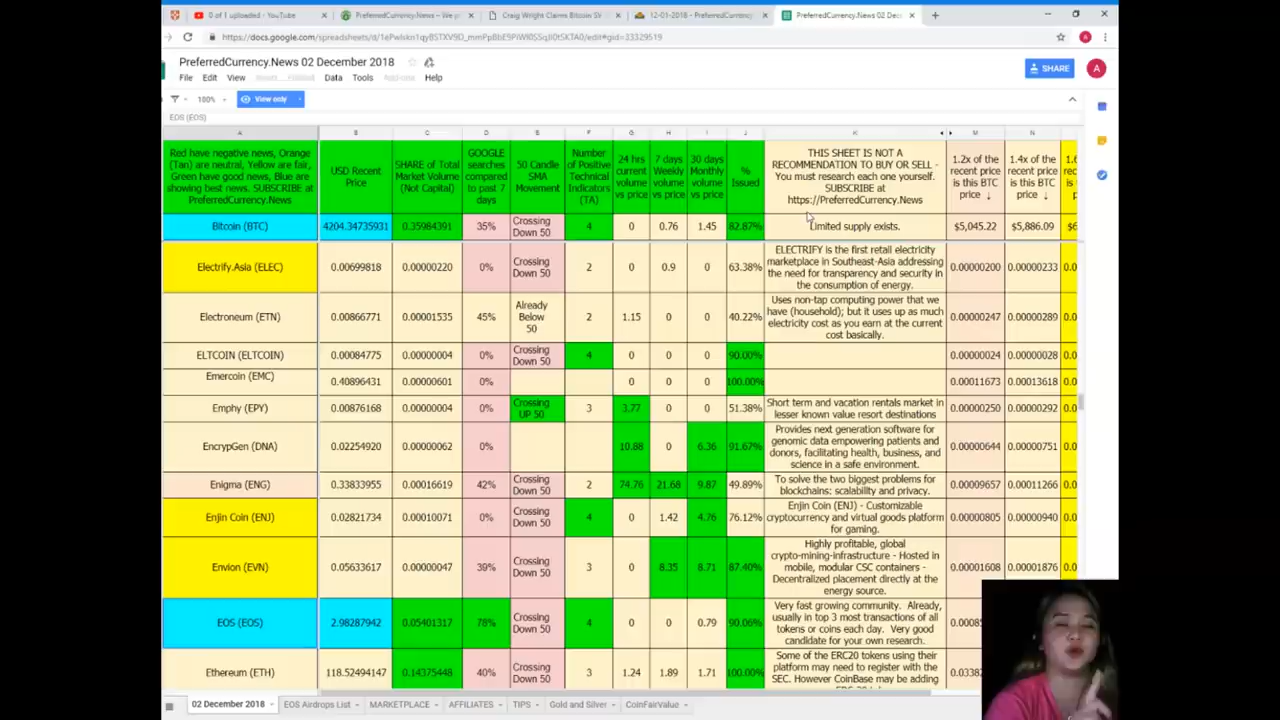 0 of 1 uploaded - YouTube
PreferredCurrency.News – We p
Craig Wright Claims Bitcoin SV
12-01-2018 - PreferredCurrency
PreferredCurrency.News 02 Dec
PreferredCurrency.News 02 December 2018
File Edit View Data Tools Help
SHARE
A
100%
View only
EOS (EOS)
A B C D E F G H I J K M N
Red have negative news, Orange (Tan) are neutral, Yellow are fair, Green have good news, Blue are showing best news. SUBSCRIBE at PreferredCurrency.News
USD Recent Price
SHARE of Total Market Volume (Not Capital)
GOOGLE searches compared to past 7 days
50 Candle SMA Movement
Number of Positive Technical Indicators (TA)
24 hrs current volume vs price
7 days Weekly volume vs price
30 days Monthly volume vs price
% Issued
THIS SHEET IS NOT A RECOMMENDATION TO BUY OR SELL - You must research each one yourself. SUBSCRIBE at https://PreferredCurrency.News
1.2x of the recent price is this BTC price ↓
1.4x of the recent price is this BTC price ↓
Bitcoin (BTC) 4204.34735931 0.35984391 35% Crossing Down 50 4 0 0.76 1.45 82.87% Limited supply exists. $5,045.22 $5,886.09
Electrify.Asia (ELEC) 0.00699818 0.00000220 0% Crossing Down 50 2 0 0.9 0 63.38% ELECTRIFY is the first retail electricity marketplace in Southeast-Asia addressing the need for transparency and security in the consumption of energy. 0.00000200 0.00000233
Electroneum (ETN) 0.00866771 0.00001535 45% Already Below 50 2 1.15 0 0 40.22% Uses non-tap computing power that we have (household); but it uses up as much electricity cost as you earn at the current cost basically. 0.00000247 0.00000289
ELTCOIN (ELTCOIN) 0.00084775 0.00000004 0% Crossing Down 50 4 0 0 0 90.00% 0.00000024 0.00000028
Emercoin (EMC) 0.40896431 0.00000601 0% 0 0 0 100.00% 0.00011673 0.00013618
Emphy (EPY) 0.00876168 0.00000004 0% Crossing UP 50 3 3.77 0 0 51.38% Short term and vacation rentals market in lesser known value resort destinations 0.00000250 0.00000292
EncrypGen (DNA) 0.02254920 0.00000062 0% 10.88 0 6.36 91.67% Provides next generation software for genomic data empowering patients and donors, facilitating health, business, and science in a safe environment. 0.00000644 0.00000751
Enigma (ENG) 0.33833955 0.00016619 42% Crossing Down 50 2 74.76 21.68 9.87 49.89% To solve the two biggest problems for blockchains: scalability and privacy. 0.00009657 0.00011266
Enjin Coin (ENJ) 0.02821734 0.00010071 0% Crossing Down 50 4 0 1.42 4.76 76.12% Enjin Coin (ENJ) - Customizable cryptocurrency and virtual goods platform for gaming. 0.00000805 0.00000940
Envion (EVN) 0.05633617 0.00000047 39% Crossing Down 50 3 0 8.35 8.71 87.40% Highly profitable, global crypto-mining-infrastructure - Hosted in mobile, modular CSC containers - Decentralized placement directly at the energy source. 0.00001608 0.00001876
EOS (EOS) 2.98287942 0.05401317 78% Crossing Down 50 4 0 0 0.79 90.06% Very fast growing community. Already, usually in top 3 most transactions of all tokens or coins each day. Very good candidate for your own research.
Ethereum (ETH) 118.52494147 0.14375448 40% Crossing Down 50 3 1.24 1.89 1.71 100.00% Some of the ERC20 tokens using their platform may need to register with the SEC. However CoinBase may be adding
02 December 2018 EOS Airdrops List MARKETPLACE AFFILIATES TIPS Gold and Silver CoinFairValue